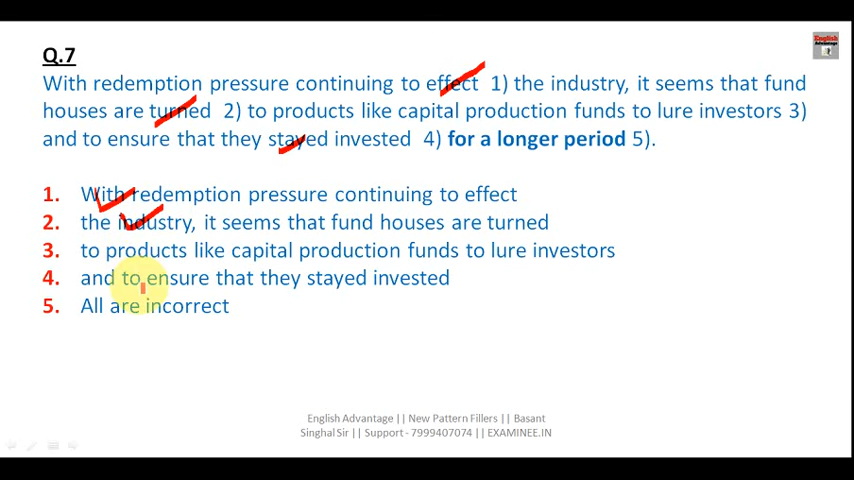 English
Advantage
Q.7
With redemption pressure continuing to effect 1) the industry, it seems that fund
houses are turned 2) to products like capital production funds to lure investors 3)
and to ensure that they stayed invested 4) for a longer period 5).
1. With redemption pressure continuing to effect
2. the industry, it seems that fund houses are turned
3. to products like capital production funds to lure investors
4. and to ensure that they stayed invested
5. All are incorrect
English Advantage || New Pattern Fillers || Basant
Singhal Sir || Support - 7999407074 || EXAMINEE.IN